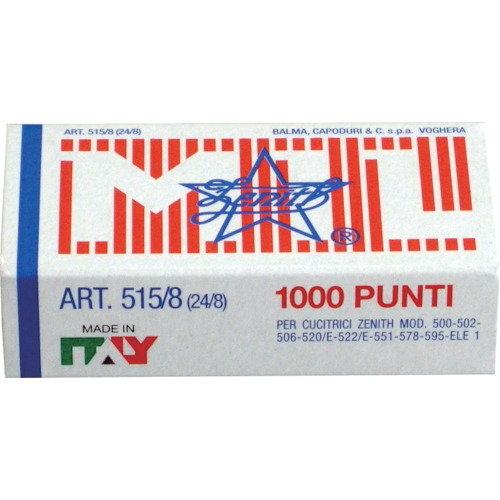 ART. 515/8 (24/8)
BALMA, CAPODURI & C. s.p.a. VOGHERA
Zenith
®
ART. 515/8 (24/8)
1000 PUNTI
MADE IN
ITALY
PER CUCITRICI ZENITH MOD. 500-502-
506-520/E-522/E-551-578-595-ELE 1